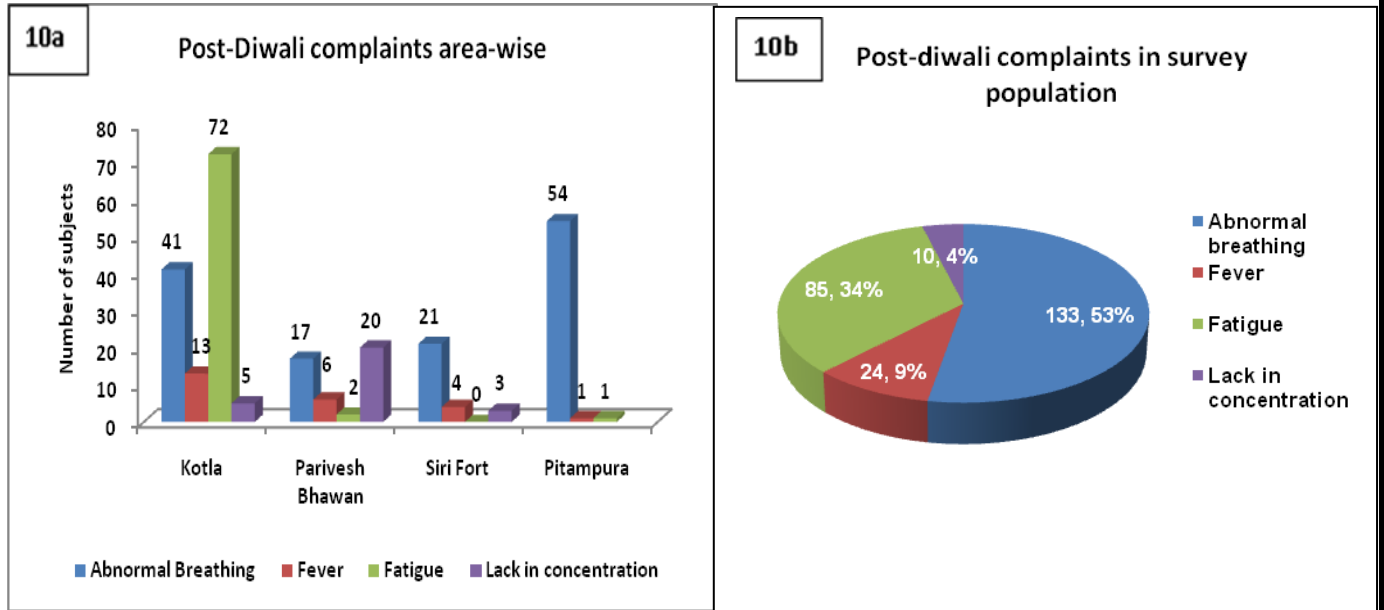 10a
Post-Diwali complaints area-wise
Number of subjects
80
70
60
50
40
30
20
10
0
41
13
72
5
17
6
2
20
21
4
0
3
54
1
1
Kotla
Parivesh
Bhawan
Siri Fort
Pitampura
Abnormal Breathing
Fever
Fatigue
Lack in concentration
10b
Post-diwali complaints in survey
population
10, 4%
85, 34%
133, 53%
24, 9%
Abnormal
breathing
Fever
Fatigue
Lack in
concentration